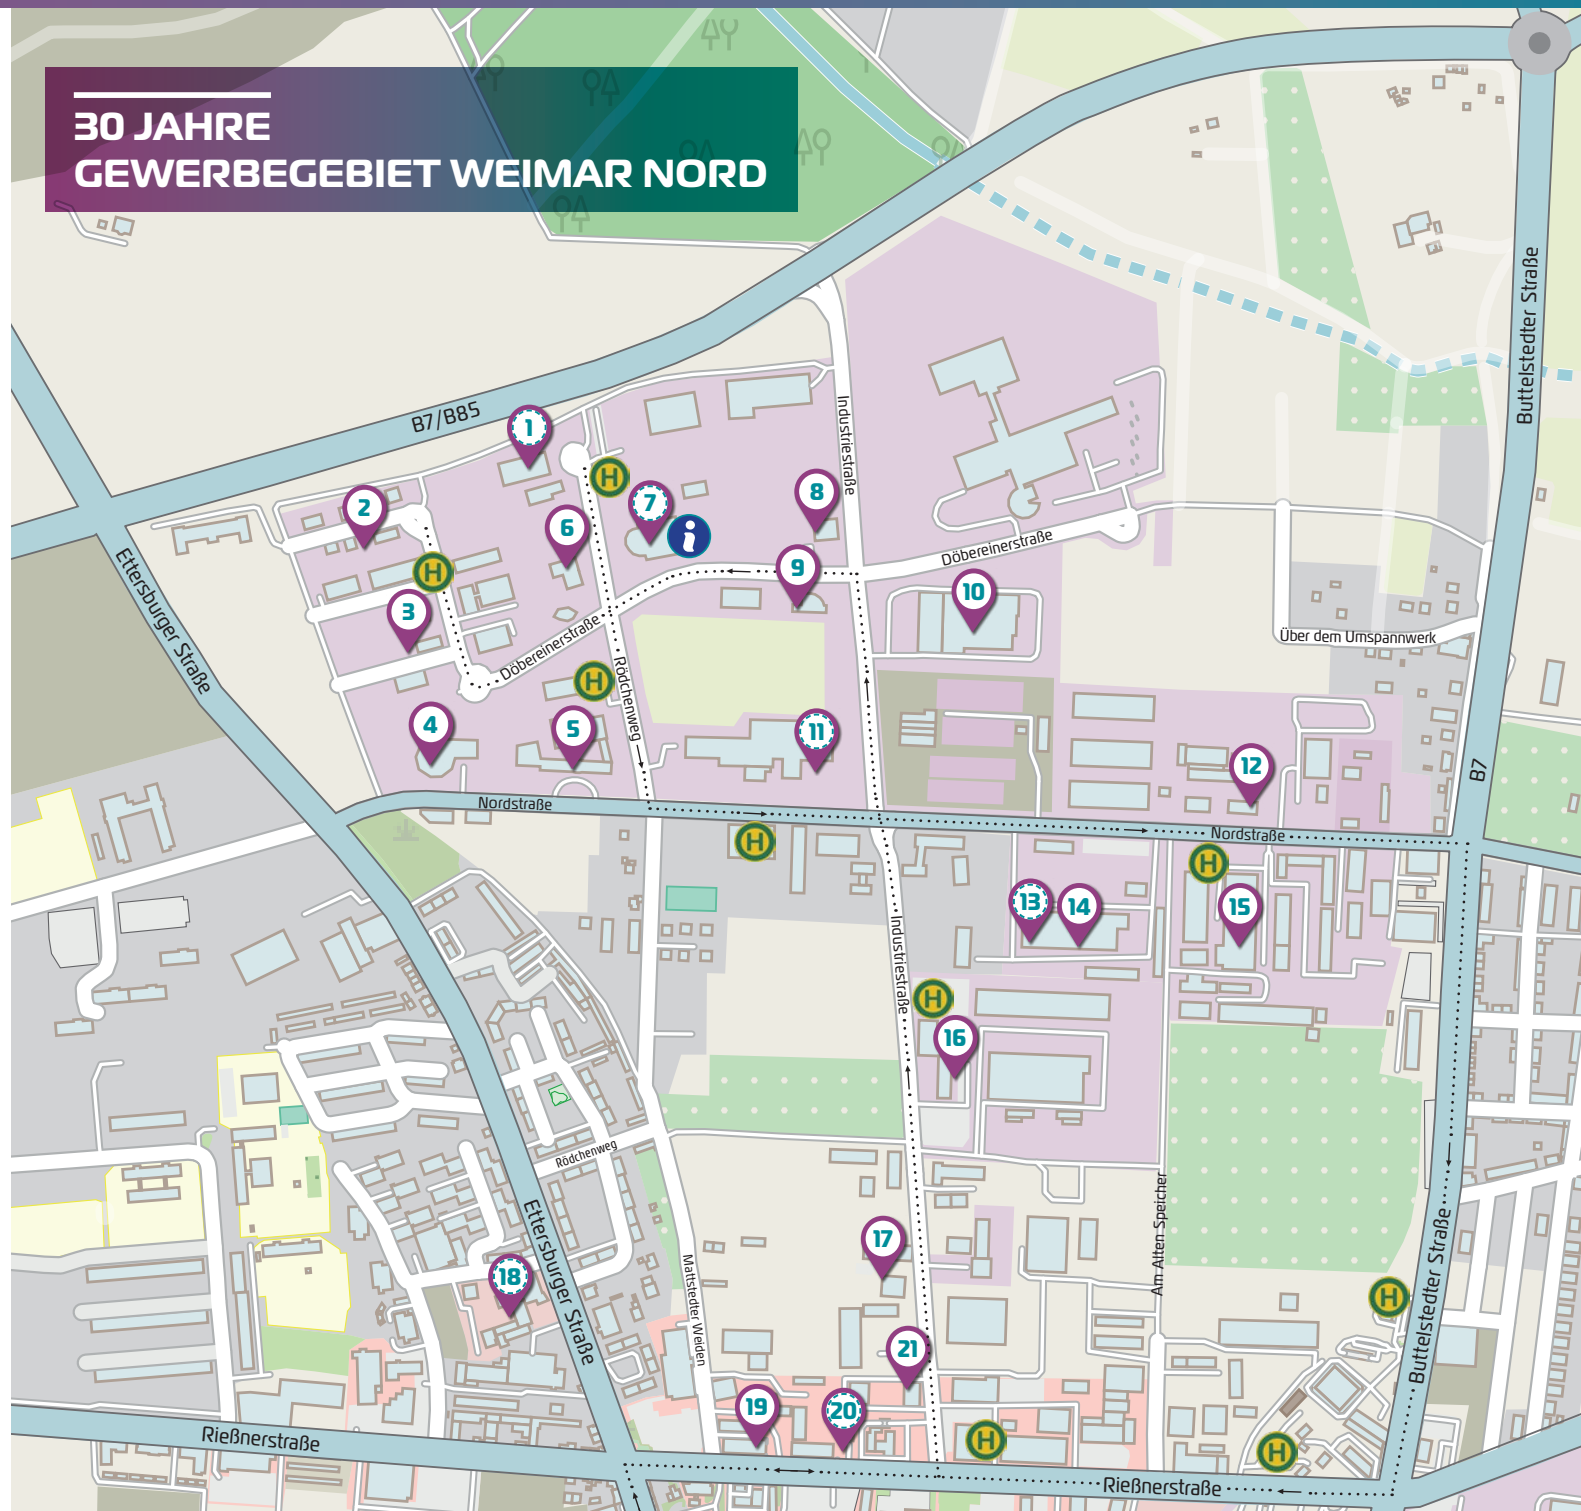 30 JAHRE
GEWERBEGEBIET WEIMAR NORD
B7/B85
Buttelstedter Straße
Industriestraße
1
H
2
7
8
6
i
Döbereinerstraße
Ettersburger Straße
H
9
10
3
Döbereinerstraße
Über dem Umspannwerk
H
Rödchenweg
4
5
11
12
B7
Nordstraße
Nordstraße
H
H
13
14
15
Industriestraße
H
16
Rödchenweg
Am Alten Speicher
Ettersburger Straße
17
Mattstedter Weiden
18
H
Buttelstedter Straße
21
19
20
Rießnerstraße
H
H
Rießnerstraße